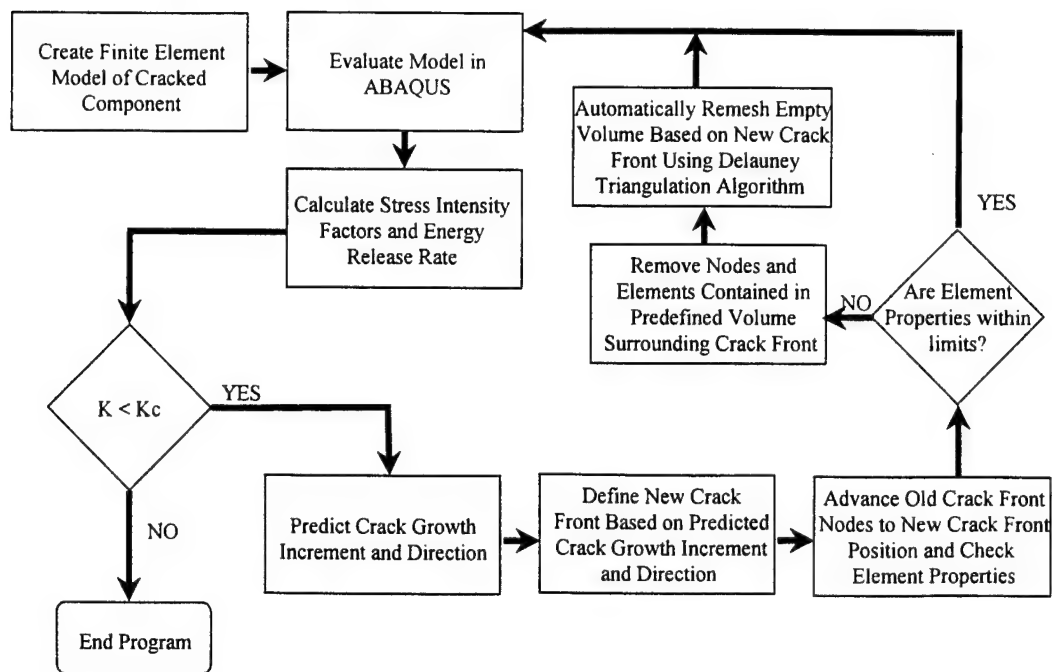 Create Finite Element
Model of Cracked
Component
Evaluate Model in
ABAQUS
Automatically Remesh Empty
Volume Based on New Crack
Front Using Delauney
Triangulation Algorithm
YES
Calculate Stress Intensity
Factors and Energy
Release Rate
Remove Nodes and
Elements Contained in
Predefined Volume
Surrounding Crack Front
NO
Are Element
Properties within
limits?
K < Kc
YES
NO
Predict Crack Growth
Increment and Direction
Define New Crack
Front Based on Predicted
Crack Growth Increment
and Direction
Advance Old Crack Front
Nodes to New Crack Front
Position and Check
Element Properties
End Program